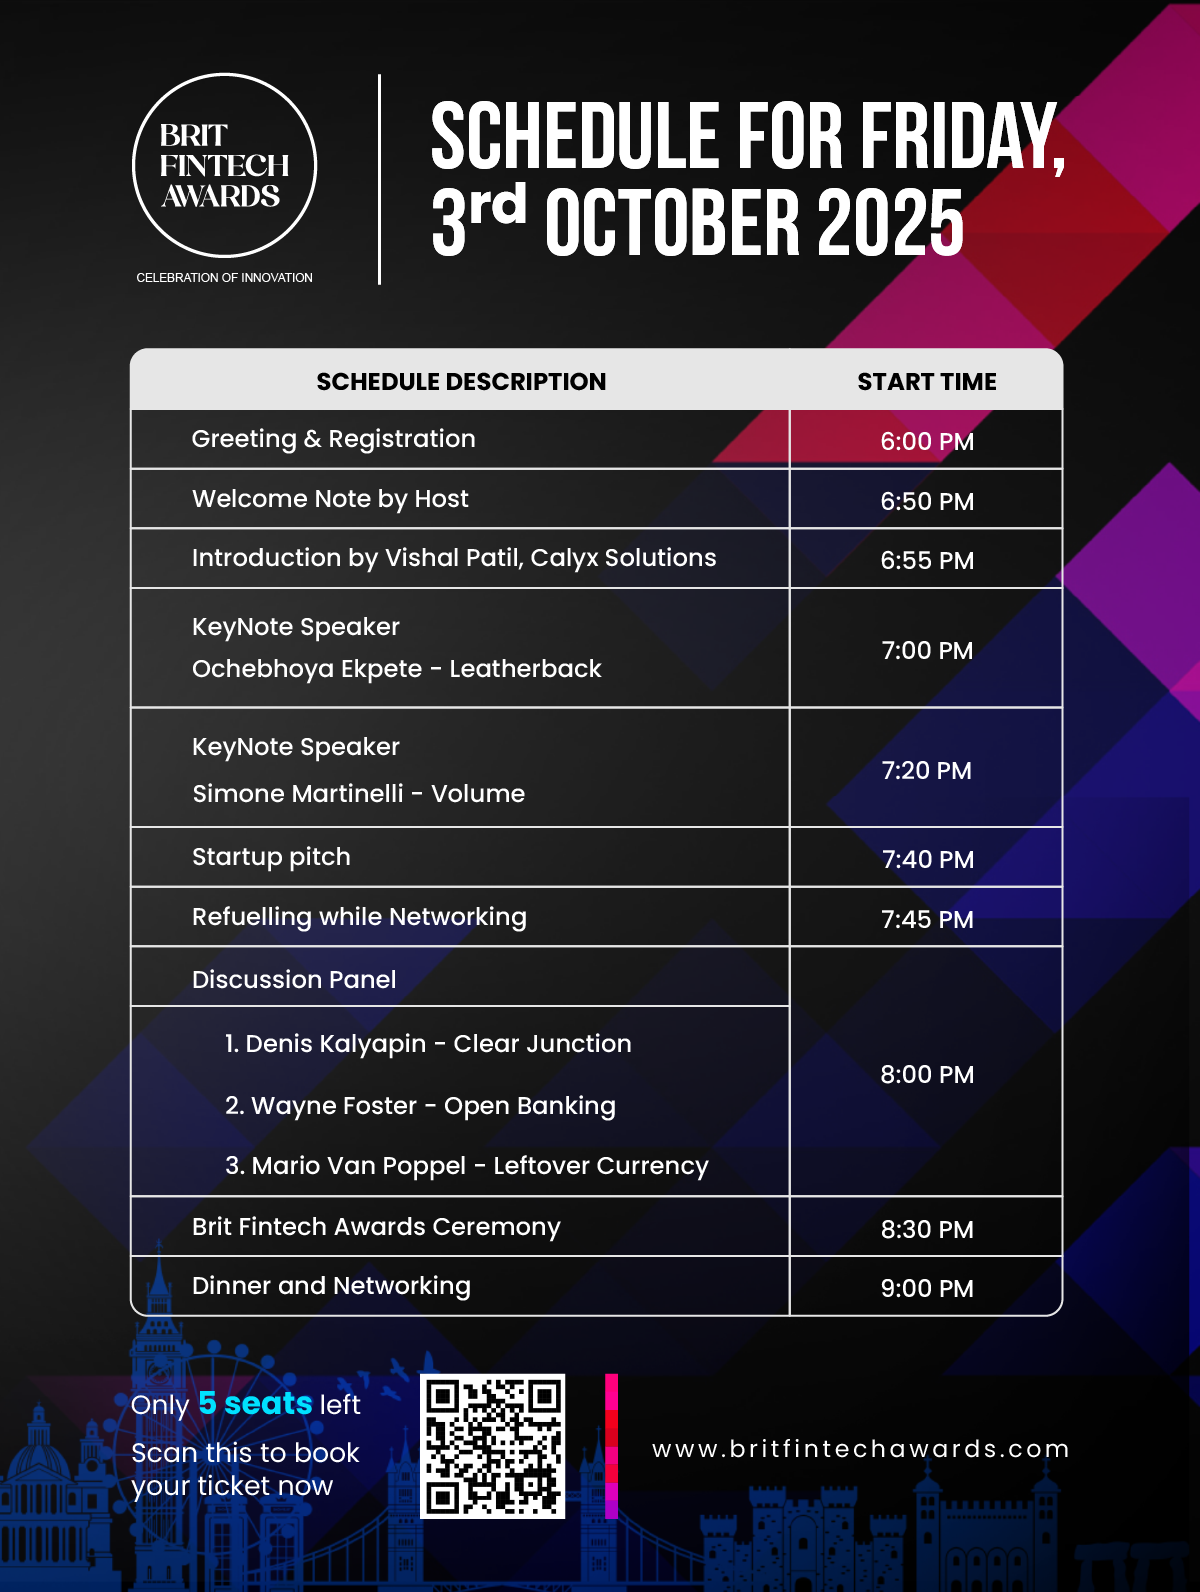 BRIT
FINTECH
AWARDS
CELEBRATION OF INNOVATION
SCHEDULE FOR FRIDAY,
3rd OCTOBER 2025
SCHEDULE DESCRIPTION
START TIME
Greeting & Registration
6:00 PM
Welcome Note by Host
6:50 PM
Introduction by Vishal Patil, Calyx Solutions
6:55 PM
KeyNote Speaker
Ochebhoya Ekpete - Leatherback
7:00 PM
KeyNote Speaker
Simone Martinelli - Volume
7:20 PM
Startup pitch
7:40 PM
Refuelling while Networking
7:45 PM
Discussion Panel
1. Denis Kalyapin - Clear Junction
2. Wayne Foster - Open Banking
3. Mario Van Poppel - Leftover Currency
8:00 PM
Brit Fintech Awards Ceremony
8:30 PM
Dinner and Networking
9:00 PM
Only 5 seats left
Scan this to book
your ticket now
www.britfintechawards.com